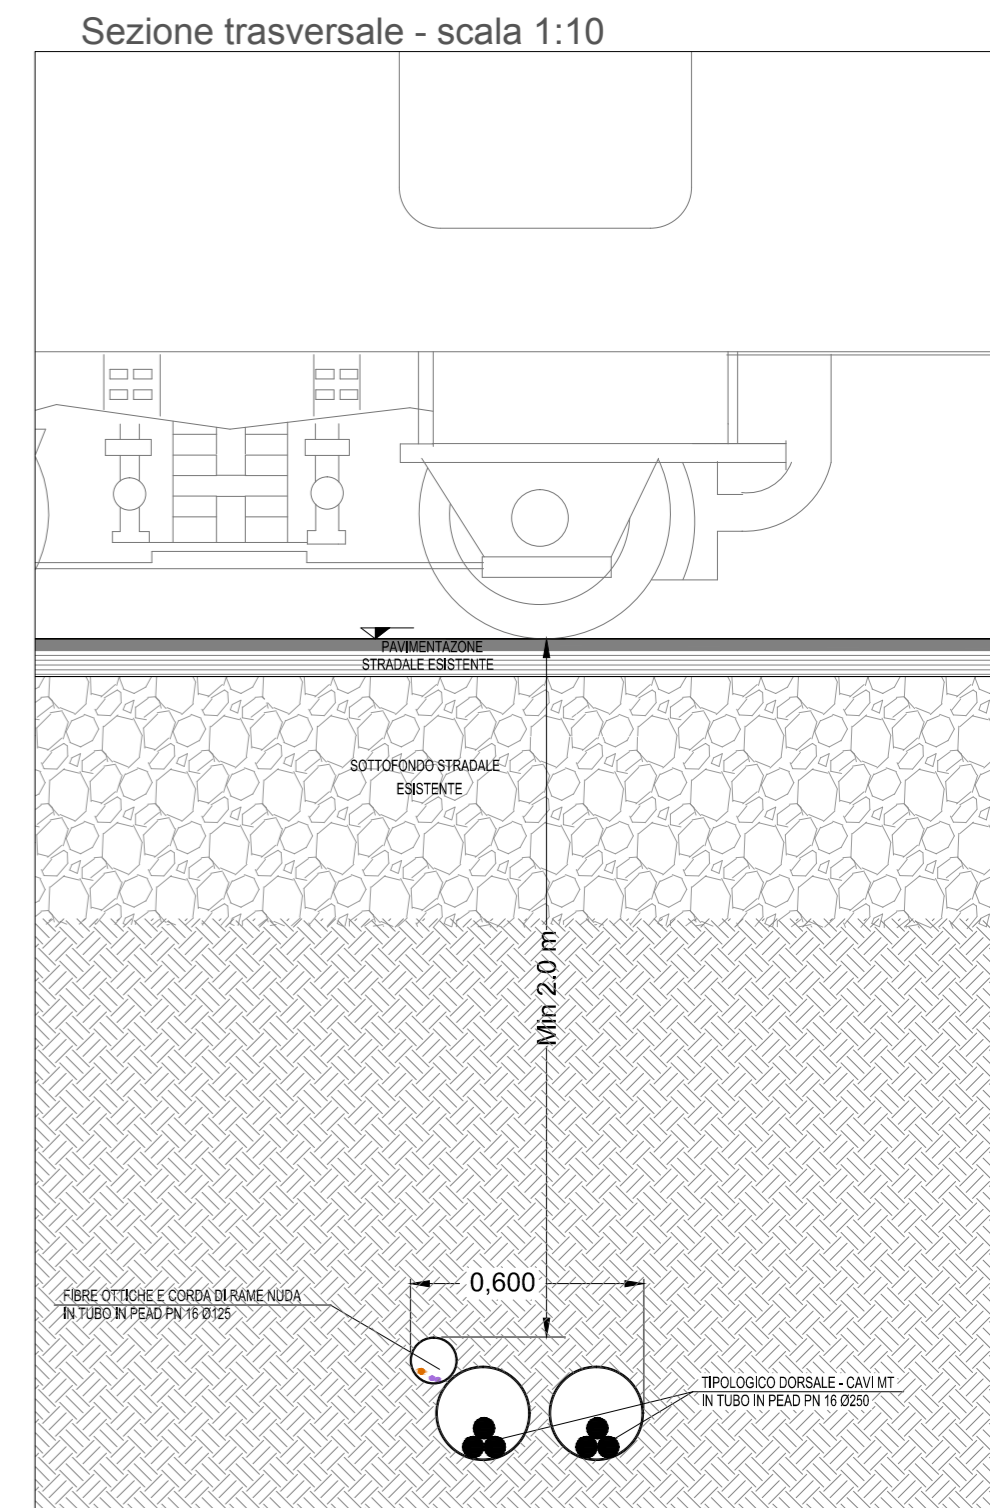 Sezione trasversale - scala 1:10
PAVIMENTAZONE
STRADALE ESISTENTE
SOTTOFONDO STRADALE
ESISTENTE
Min 2.0 m
0,600
FIBRE OTTICHE E CORDA DI RAME NUDA
IN TUBO IN PEAD PN 16 Ø125
TIPOLOGICO DORSALE - CAVI MT
IN TUBO IN PEAD PN 16 Ø250